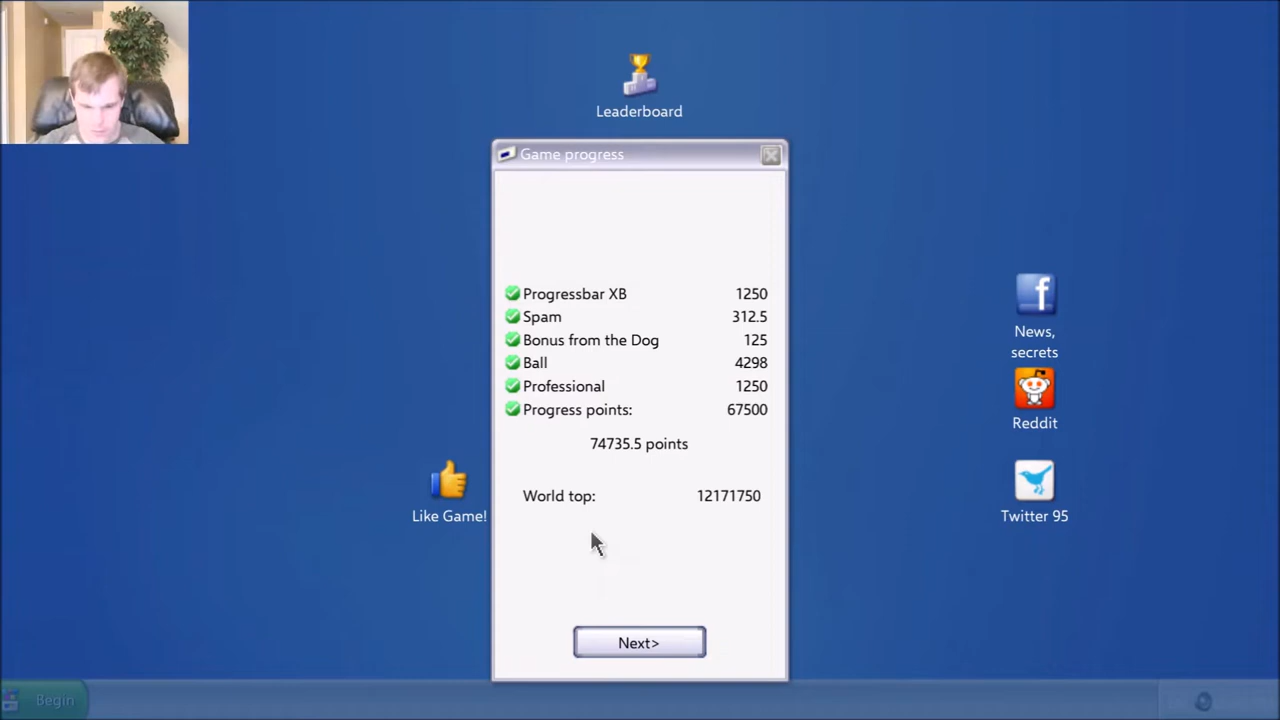 Leaderboard
Game progress
Progressbar XB 1250
Spam 312.5
Bonus from the Dog 125
Ball 4298
Professional 1250
Progress points: 67500
74735.5 points
World top: 12171750
Next>
Like Game!
News,
secrets
Reddit
Twitter 95
Begin